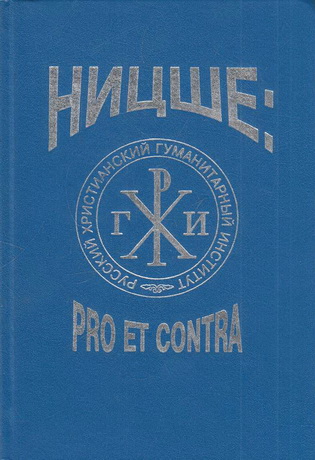 НИЦШЕ:
РУССКИЙ ХРИСТИАНСКИЙ ГУМАНИТАРНЫЙ ИНСТИТУТ
Р
Г Х И
PRO ET CONTRA